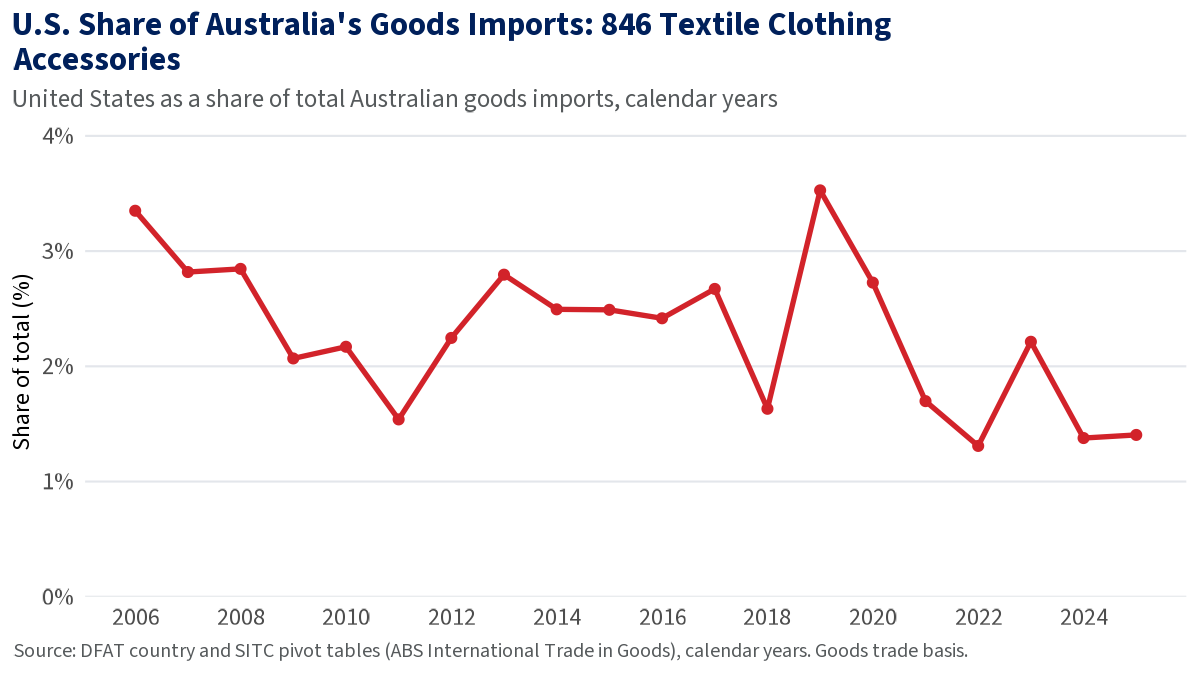 U.S. Share of Australia's Goods Imports: 846 Textile Clothing
Accessories
United States as a share of total Australian goods imports, calendar years
4%
3%
2%
1%
0%
Share of total (%)
2006 2008 2010 2012 2014 2016 2018 2020 2022 2024
Source: DFAT country and SITC pivot tables (ABS International Trade in Goods), calendar years. Goods trade basis.